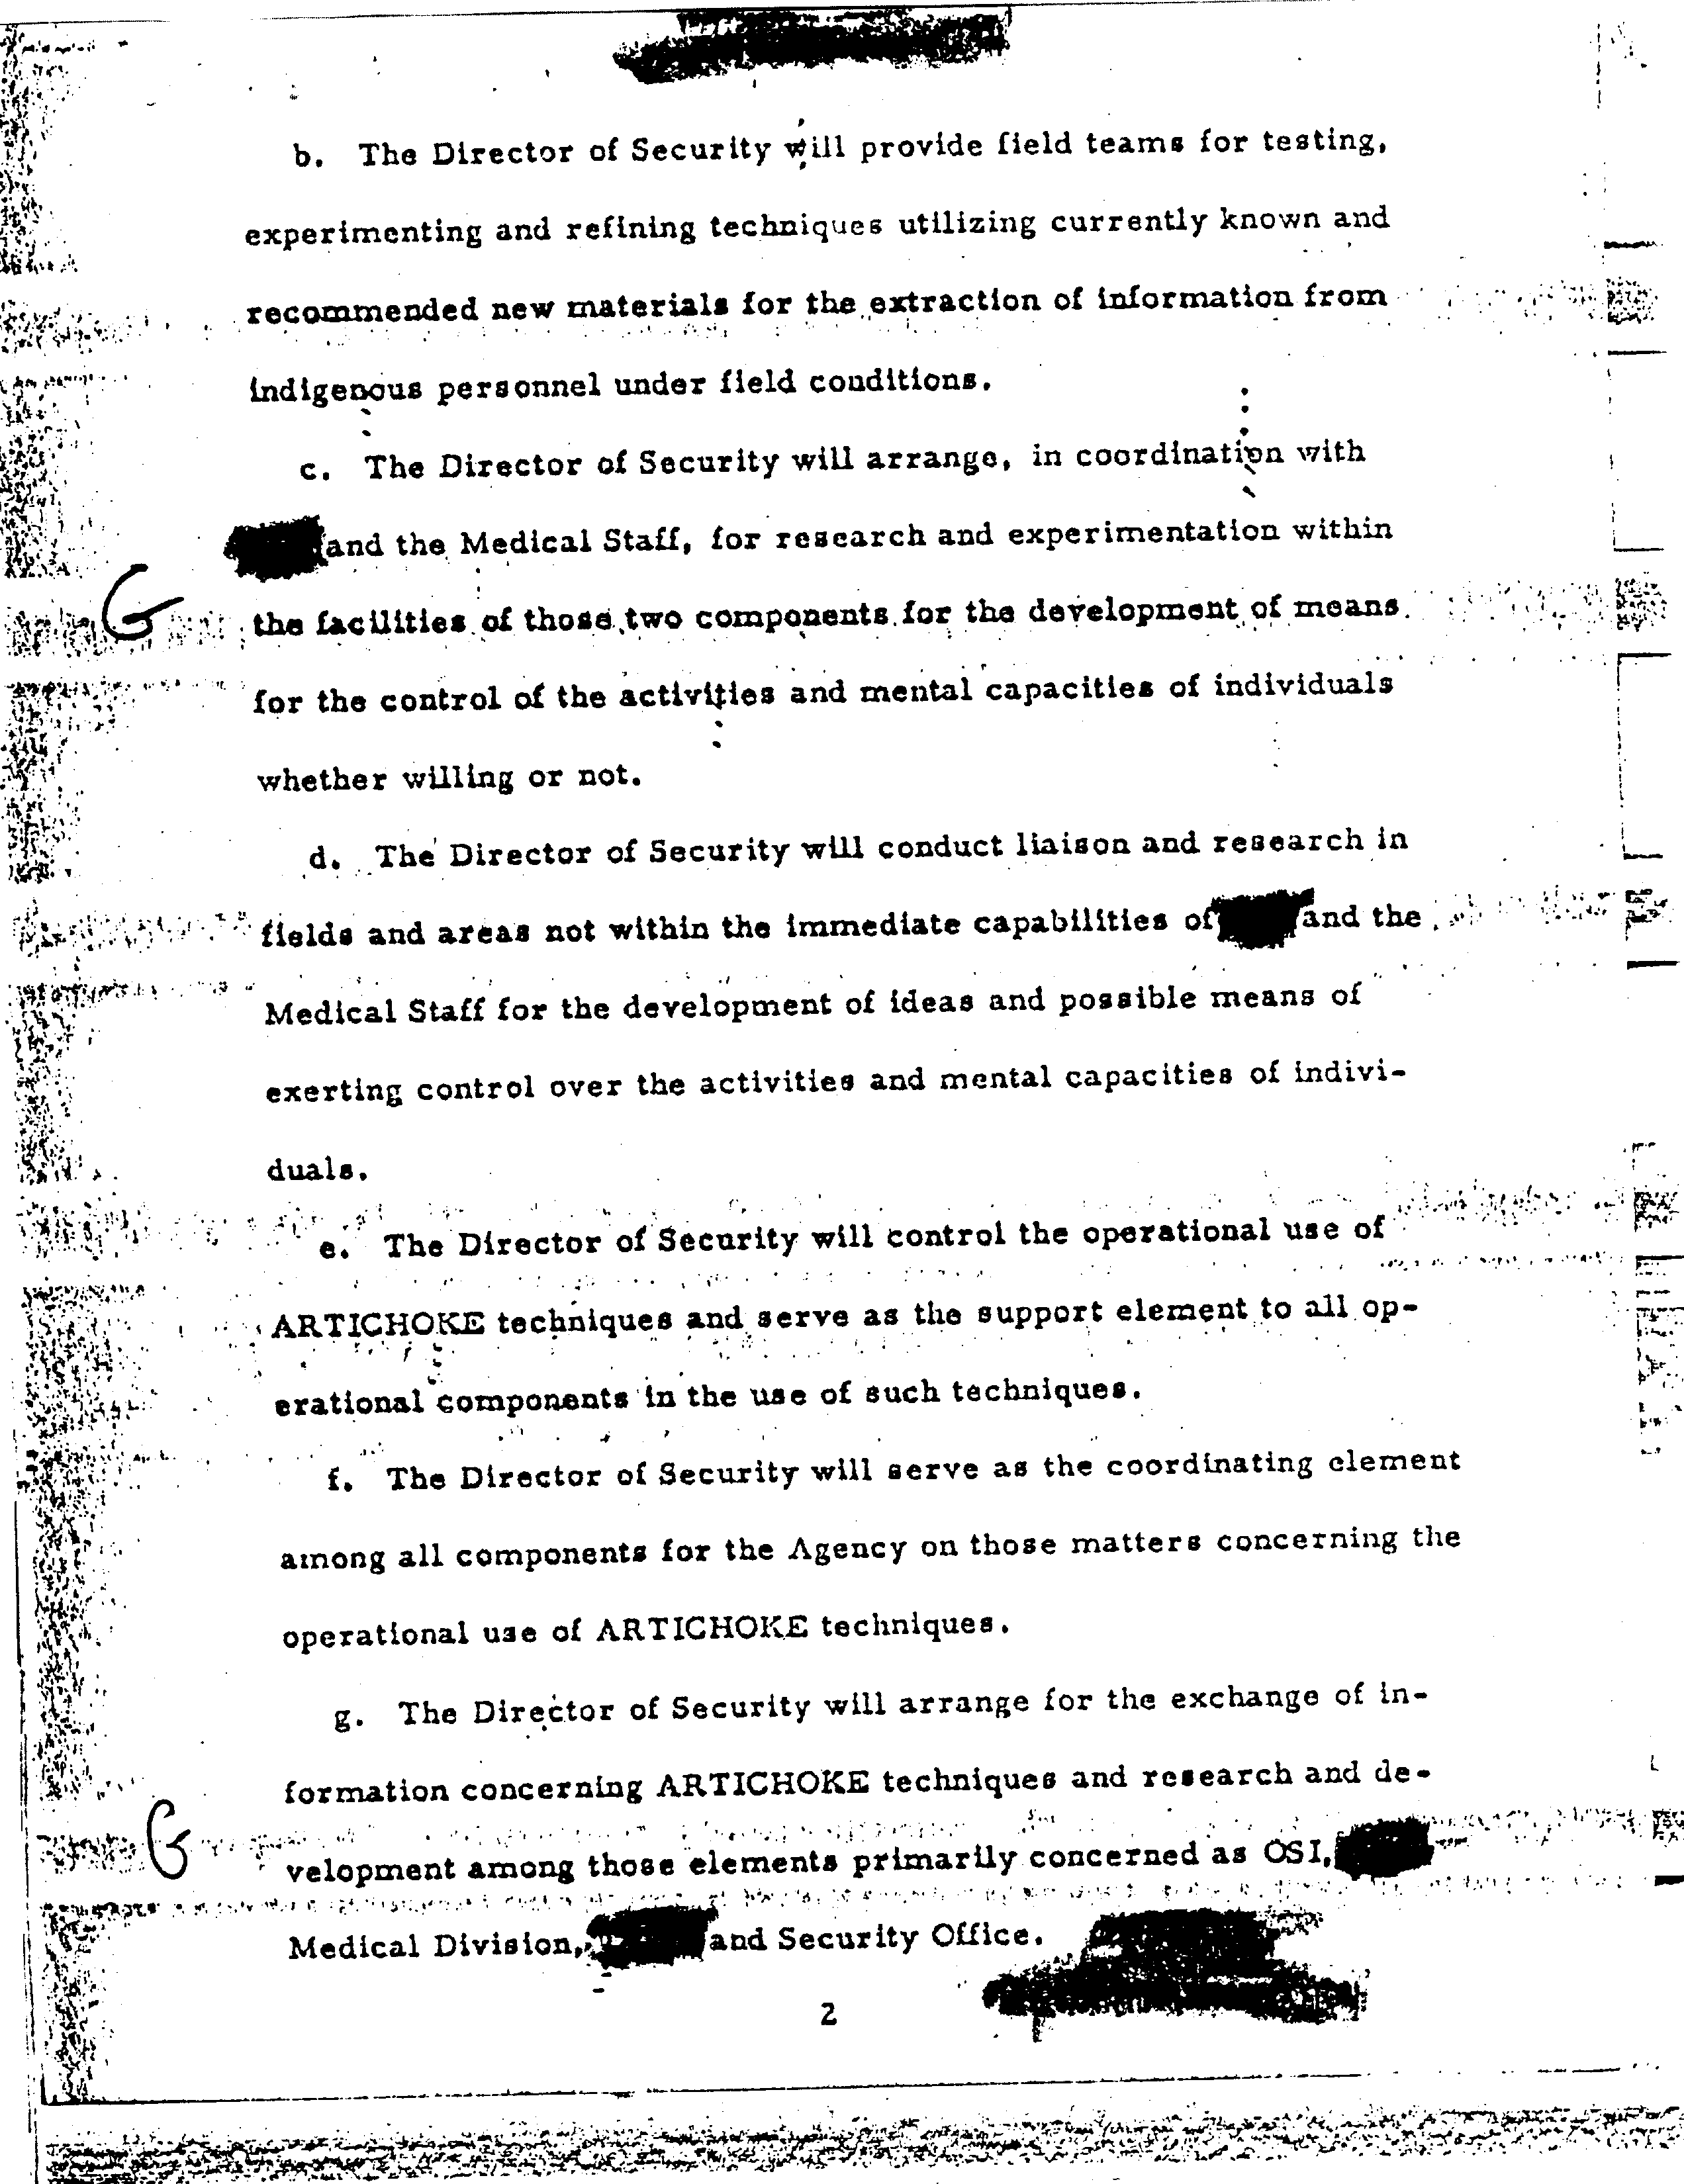 b. The Director of Security will provide field teams for testing,
experimenting and refining techniques utilizing currently known and
recommended new materials for the extraction of information from
indigenous personnel under field conditions.
c. The Director of Security will arrange, in coordination with
and the Medical Staff, for research and experimentation within
G the facilities of those two components for the development of means
for the control of the activities and mental capacities of individuals
whether willing or not.
d. The Director of Security will conduct liaison and research in
fields and areas not within the immediate capabilities of and the
Medical Staff for the development of ideas and possible means of
exerting control over the activities and mental capacities of indivi-
duals.
e. The Director of Security will control the operational use of
ARTICHOKE techniques and serve as the support element to all op-
erational components in the use of such techniques.
f. The Director of Security will serve as the coordinating element
among all components for the Agency on those matters concerning the
operational use of ARTICHOKE techniques.
g. The Director of Security will arrange for the exchange of in-
formation concerning ARTICHOKE techniques and research and de-
G velopment among those elements primarily concerned as OSI,
Medical Division, and Security Office.
2